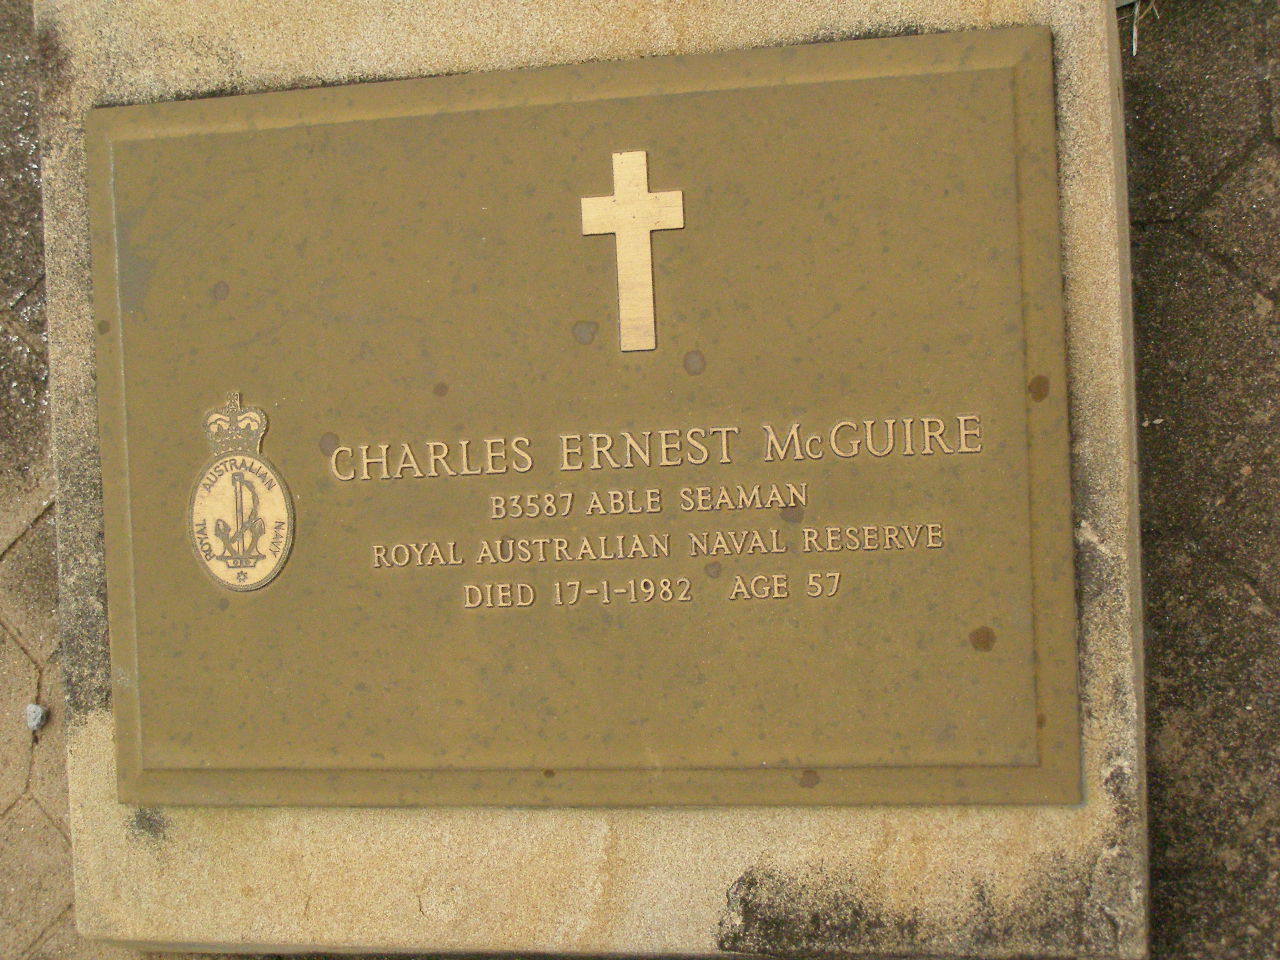 CHARLES ERNEST McGUIRE
B3587 ABLE SEAMAN
ROYAL AUSTRALIAN NAVAL RESERVE
DIED 17-1-1982 AGE 57
ROYAL AUSTRALIAN NAVY